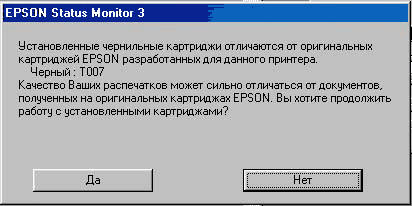 EPSON Status Monitor 3
Установленные чернильные картриджи отличаются от оригинальных
картриджей EPSON разработанных для данного принтера.
Черный : T007
Качество Ваших распечатков может сильно отличаться от документов,
полученных на оригинальных картриджах EPSON. Вы хотите продолжить
работу с установленными картриджами?
Да Нет